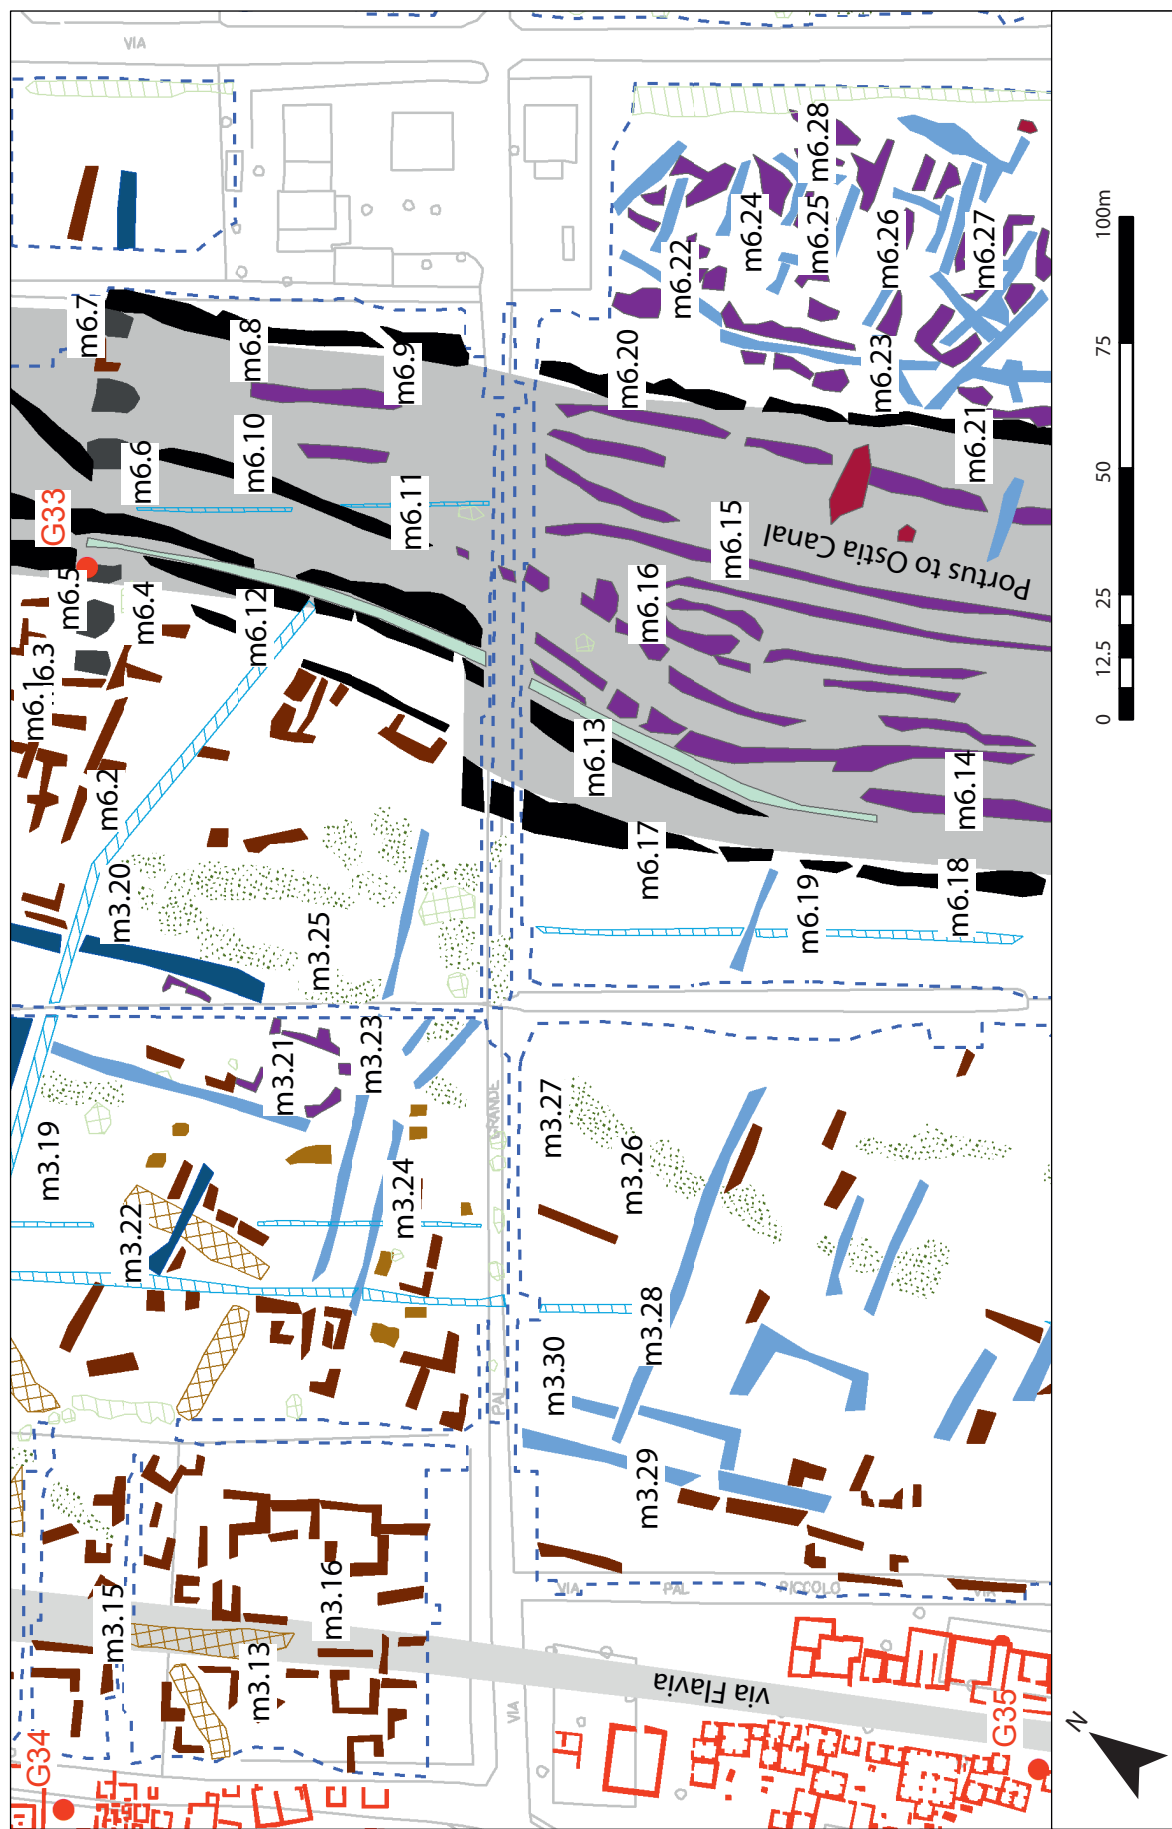 VIA
m6.7
m6.8
m6.9
m6.6
m6.10
m6.11
G33
m6.5
m6.4
m6.12
m6.3
m6.1
m6.2
m6.28
m6.24
m6.25
m6.22
m6.26
m6.27
m6.20
m6.23
m6.21
m6.15
m6.16
Portus to Ostia Canal
m6.13
m6.14
m6.17
m6.18
m6.19
m3.20
m3.25
m3.21
m3.23
m3.19
m3.22
m3.24
GRANDE
PAL
VIA
m3.27
m3.26
m3.28
m3.30
m3.29
m3.15
m3.16
m3.13
VIA
PAL
PICCOLO
VIA
via Flavia
G34
G35
0
12.5
25
50
75
100m
N